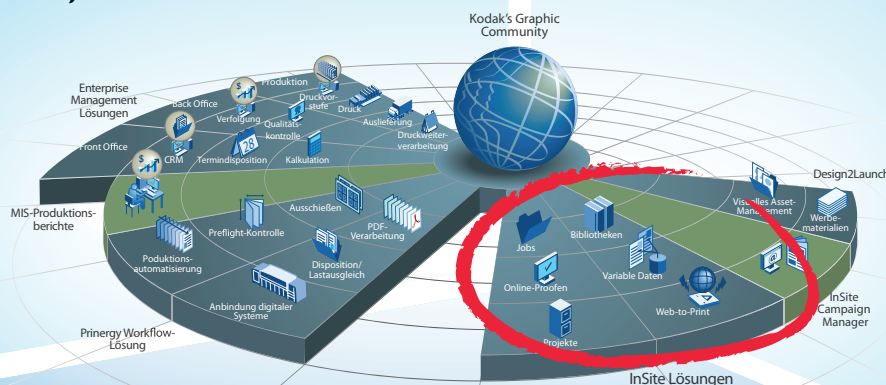 Kodak's Graphic
Community
Enterprise
Management
Lösungen
Front Office
Back Office
Produktion
CRM
Verfolgung
Termindisposition
Qualitäts-
kontrolle
Kalkulation
Druckvor-
stufe
Druck
Auslieferung
Druckweiter-
verarbeitung
MIS-Produktions-
berichte
Poduktions-
automatisierung
Preflight-Kontrolle
Ausschießen
PDF-
Verarbeitung
Disposition/
Lastausgleich
Anbindung digitaler
Systeme
Prinergy Workflow-
Lösung
Jobs
Bibliotheken
Online-Proofen
Variable Daten
Web-to-Print
Projekte
InSite Lösungen
Visuelles Asset-
Management
Werbe-
materialien
Design2Launch
InSite
Campaign
Manager